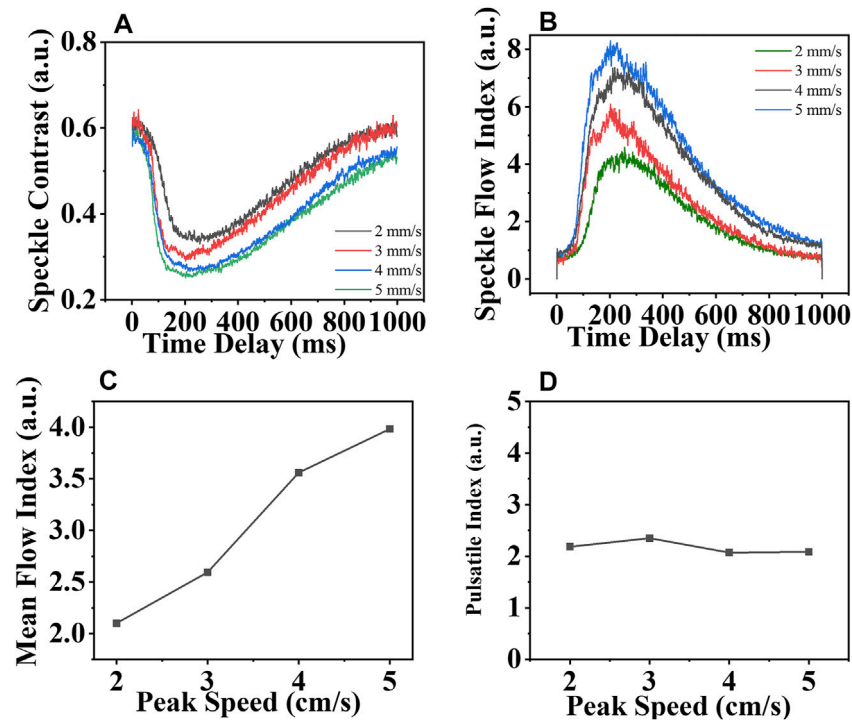 A
Speckle Contrast (a.u.)
0.8
0.6
0.4
0.2
2 mm/s
3 mm/s
4 mm/s
5 mm/s
0 200 400 600 800 1000
Time Delay (ms)
B
Speckle Flow Index (a.u.)
8
6
4
2
0
2 mm/s
3 mm/s
4 mm/s
5 mm/s
0 200 400 600 800 1000
Time Delay (ms)
C
Mean Flow Index (a.u.)
4.0
3.5
3.0
2.5
2.0
2 3 4 5
Peak Speed (cm/s)
D
Pulsatile Index (a.u.)
5
4
3
2
1
0
2 3 4 5
Peak Speed (cm/s)